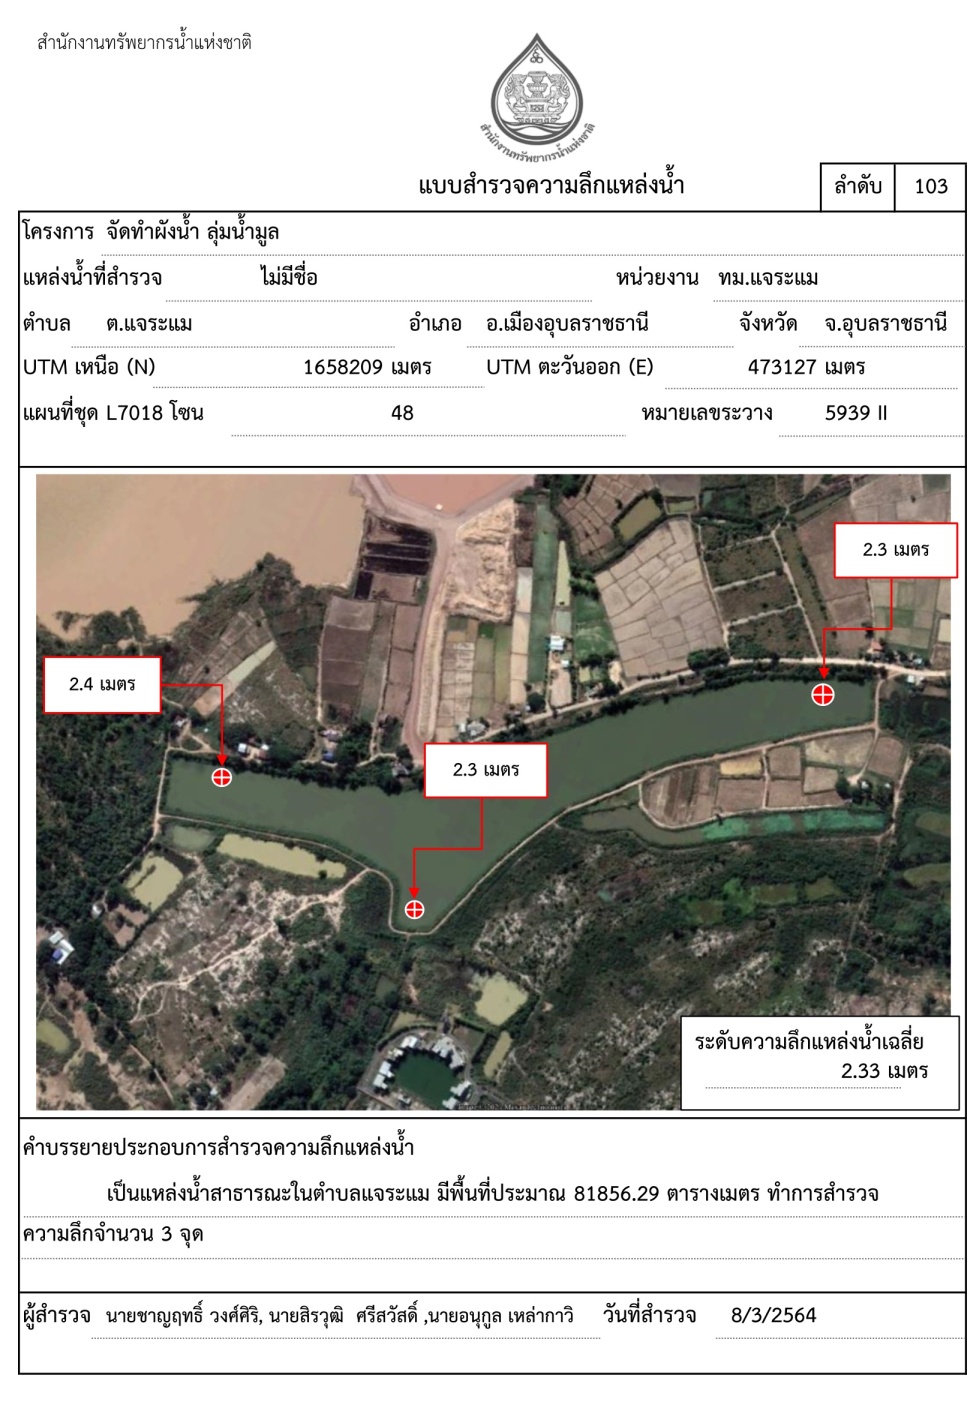 สำนักงานทรัพยากรน้ำแห่งชาติ
สำนักงานทรัพยากรน้ำแห่งชาติ
แบบสำรวจความลึกแหล่งน้ำ ลำดับ 103
โครงการ จัดทำผังน้ำ ลุ่มน้ำมูล
แหล่งน้ำที่สำรวจ ไม่มีชื่อ หน่วยงาน ทม.แจระแม
ตำบล ต.แจระแม อำเภอ อ.เมืองอุบลราชธานี จังหวัด จ.อุบลราชธานี
UTM เหนือ (N) 1658209 เมตร UTM ตะวันออก (E) 473127 เมตร
แผนที่ชุด L7018 โซน 48 หมายเลขระวาง 5939 II
2.3 เมตร
2.4 เมตร
2.3 เมตร
ระดับความลึกแหล่งน้ำเฉลี่ย
2.33 เมตร
คำบรรยายประกอบการสำรวจความลึกแหล่งน้ำ
เป็นแหล่งน้ำสาธารณะในตำบลแจระแม มีพื้นที่ประมาณ 81856.29 ตารางเมตร ทำการสำรวจ
ความลึกจำนวน 3 จุด
ผู้สำรวจ นายชาญฤทธิ์ วงศ์ศิริ, นายสิรวุฒิ ศรีสวัสดิ์ ,นายอนุกูล เหล่ากาวิ วันที่สำรวจ 8/3/2564